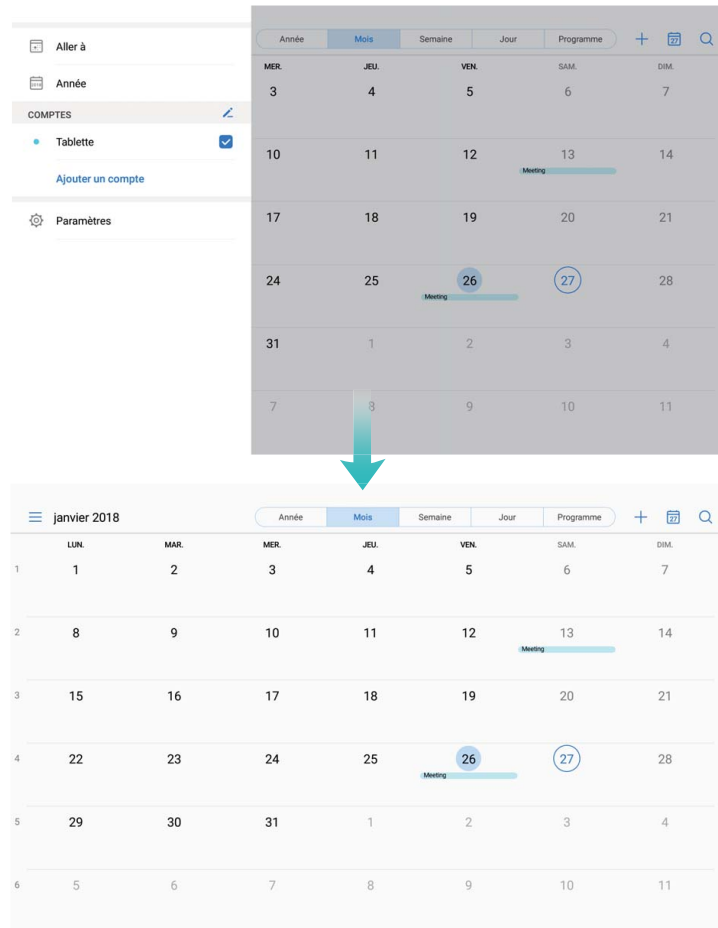 Aller à
Année
COMPTES
Tablette
Ajouter un compte
Paramètres
Année Mois Semaine Jour Programme 27
MER. JEU. VEN. SAM. DIM.
3 4 5 6 7
10 11 12 13 14
Meeting
17 18 19 20 21
24 25 26 27 28
Meeting
31 1 2 3 4
7 8 9 10 11
janvier 2018 Année Mois Semaine Jour Programme 27
LUN. MAR. MER. JEU. VEN. SAM. DIM.
1 1 2 3 4 5 6 7
2 8 9 10 11 12 13 14
Meeting
3 15 16 17 18 19 20 21
4 22 23 24 25 26 27 28
Meeting
5 29 30 31 1 2 3 4
6 5 6 7 8 9 10 11